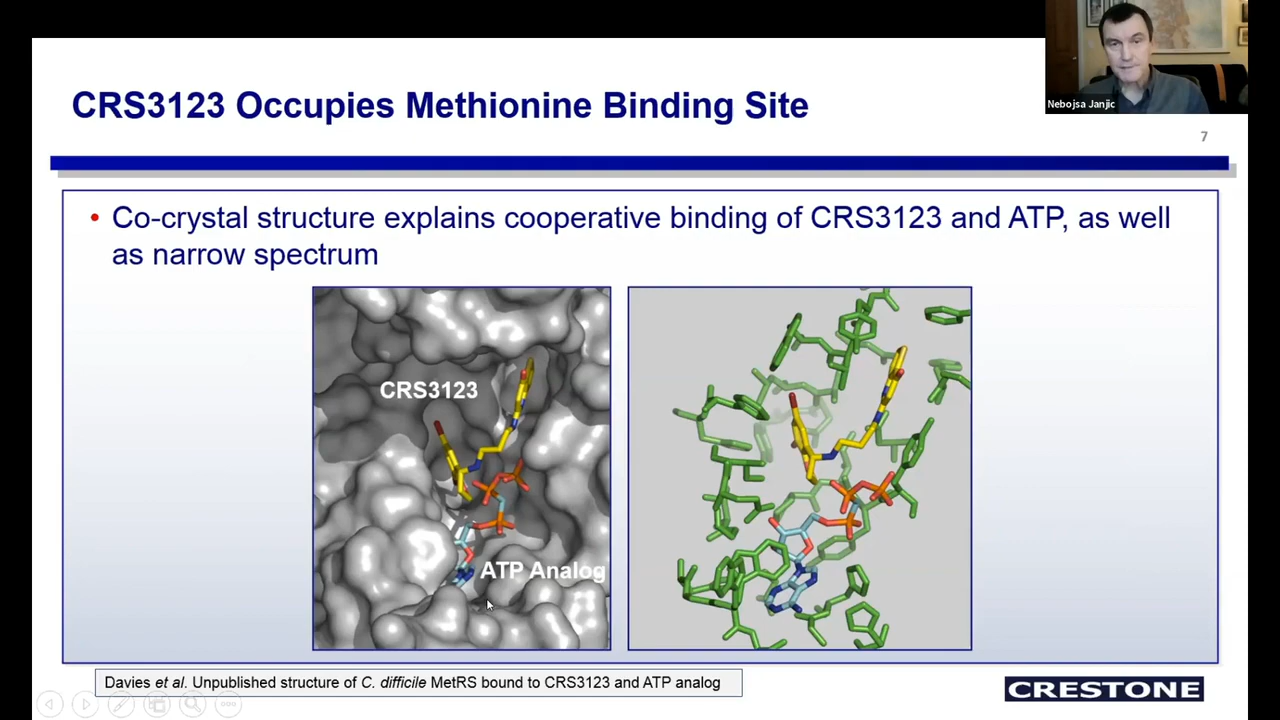 CRS3123 Occupies Methionine Binding Site
Nebojsa Janjic
7
• Co-crystal structure explains cooperative binding of CRS3123 and ATP, as well
as narrow spectrum
CRS3123
ATP Analog
Davies et al. Unpublished structure of C. difficile MetRS bound to CRS3123 and ATP analog
CRESTONE